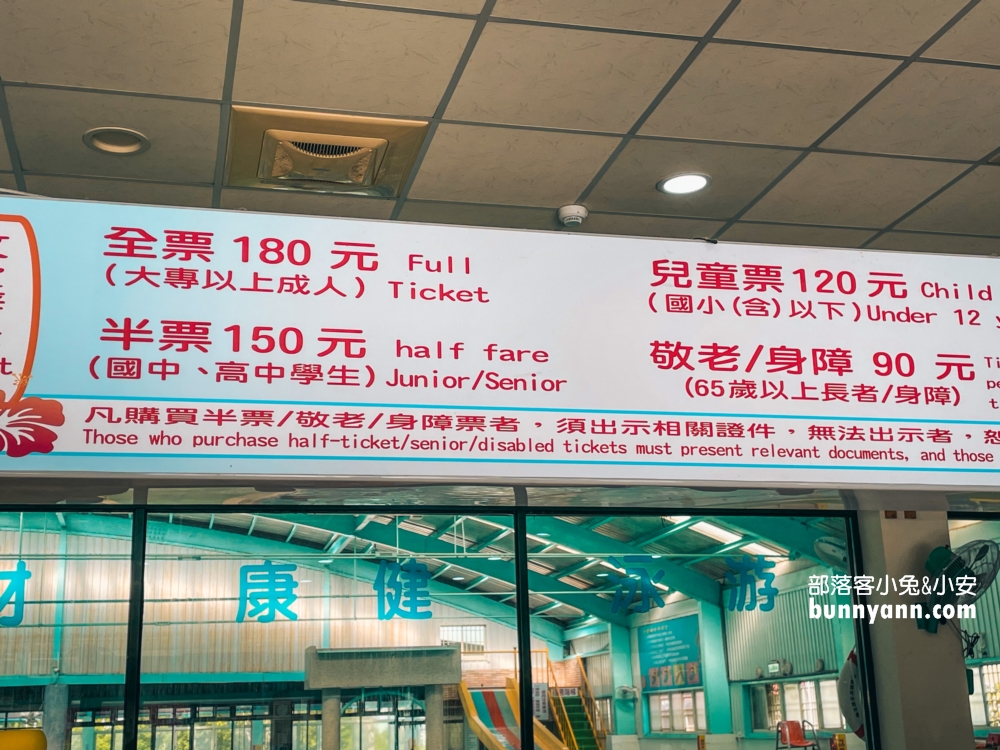 全票 180 元 Full
(大專以上成人) Ticket
半票 150 元 half fare
(國中、高中學生) Junior/Senior
兒童票 120 元 Child
(國小(含)以下) Under 12
敬老/身障 90 元
(65歲以上長者/身障)
凡購買半票/敬老/身障票者，須出示相關證件，無法出示者，恕
Those who purchase half-ticket/senior/disabled tickets must present relevant documents, and those
康 健 泳 游
部落客小兔&小安
bunnyann.com